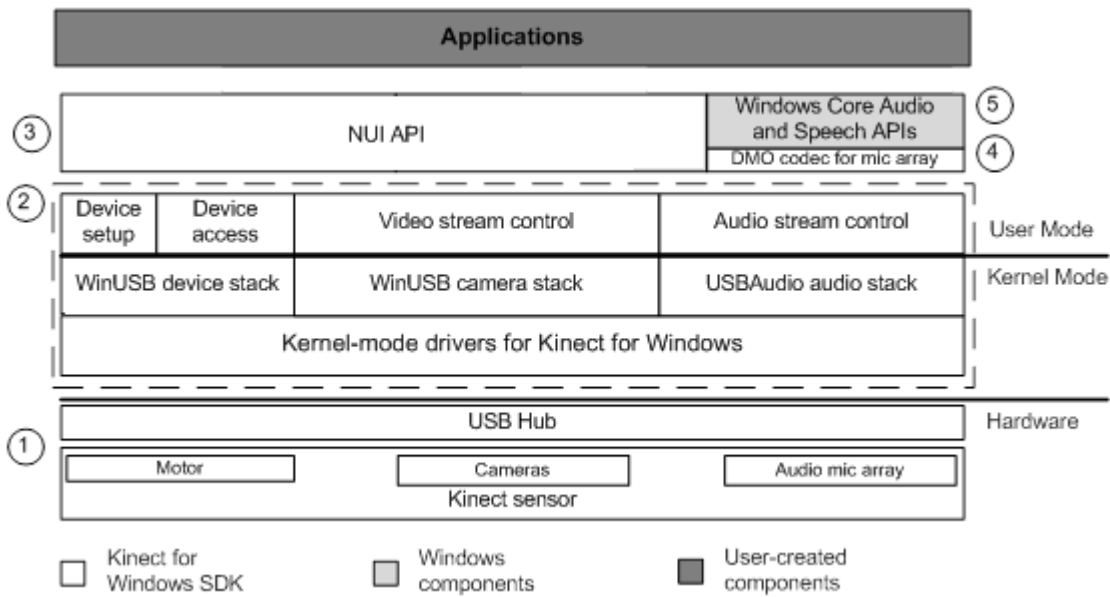 Applications
3
NUI API
Windows Core Audio
and Speech APIs
5
DMO codec for mic array
4
2
Device
setup
Device
access
Video stream control
Audio stream control
User Mode
WinUSB device stack
WinUSB camera stack
USBAudio audio stack
Kernel Mode
Kernel-mode drivers for Kinect for Windows
USB Hub
Hardware
1
Motor
Cameras
Audio mic array
Kinect sensor
Kinect for
Windows SDK
Windows
components
User-created
components